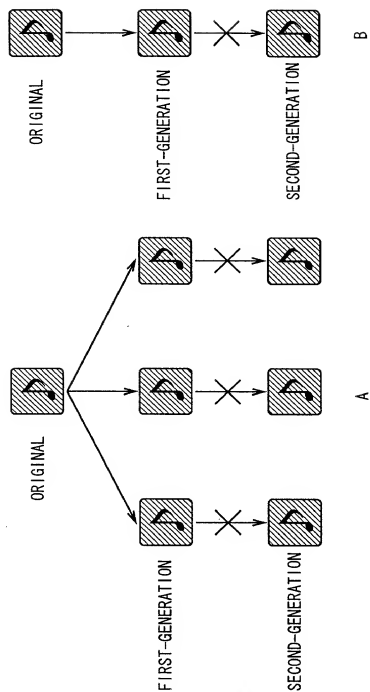 ORIGINAL
FIRST-GENERATION
SECOND-GENERATION
A
ORIGINAL
FIRST-GENERATION
SECOND-GENERATION
B